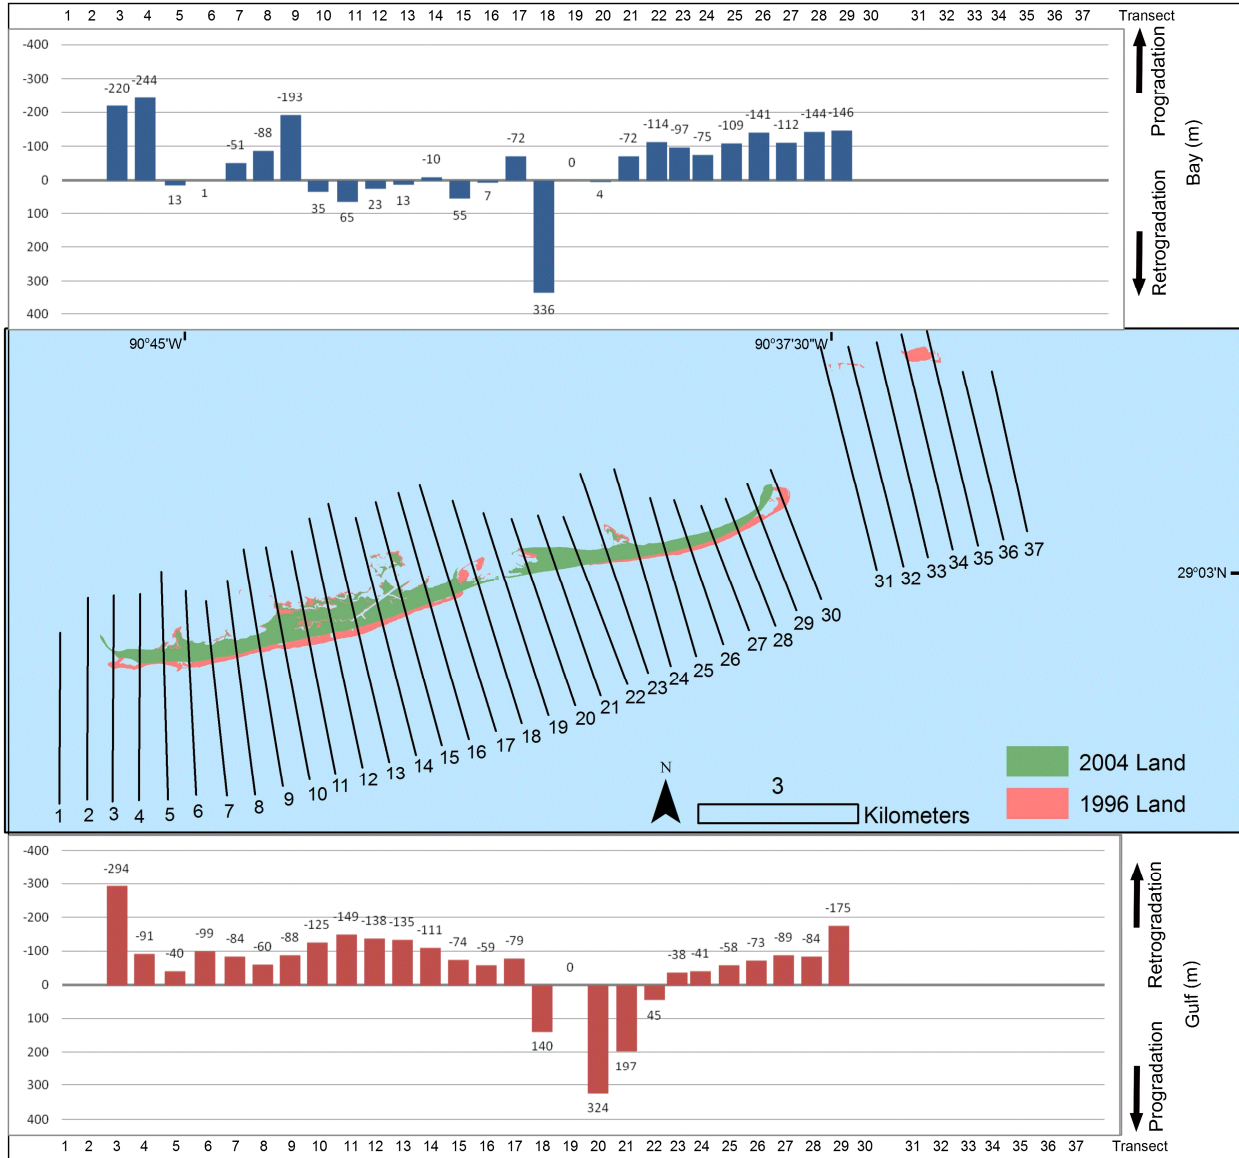 1 2 3 4 5 6 7 8 9 10 11 12 13 14 15 16 17 18 19 20 21 22 23 24 25 26 27 28 29 30 31 32 33 34 35 36 37 Transect
-400
-300
-200
-100
0
100
200
300
400
-220 -244 13 1 -51 -88 -193 35 65 23 13 -10 55 7 -72 336 0 4 -72 -114 -97 -75 -109 -141 -112 -144 -146
Progradation
Retrogradation
Bay (m)
90°45'W
90°37'30"W
29°03'N
1 2 3 4 5 6 7 8 9 10 11 12 13 14 15 16 17 18 19 20 21 22 23 24 25 26 27 28 29 30 31 32 33 34 35 36 37
N
3
Kilometers
2004 Land
1996 Land
-400
-300
-200
-100
0
100
200
300
400
-294 -91 -40 -99 -84 -60 -88 -125 -149 -138 -135 -111 -74 -59 -79 140 0 324 197 45 -38 -41 -58 -73 -89 -84 -175
Retrogradation
Progradation
Gulf (m)
1 2 3 4 5 6 7 8 9 10 11 12 13 14 15 16 17 18 19 20 21 22 23 24 25 26 27 28 29 30 31 32 33 34 35 36 37 Transect